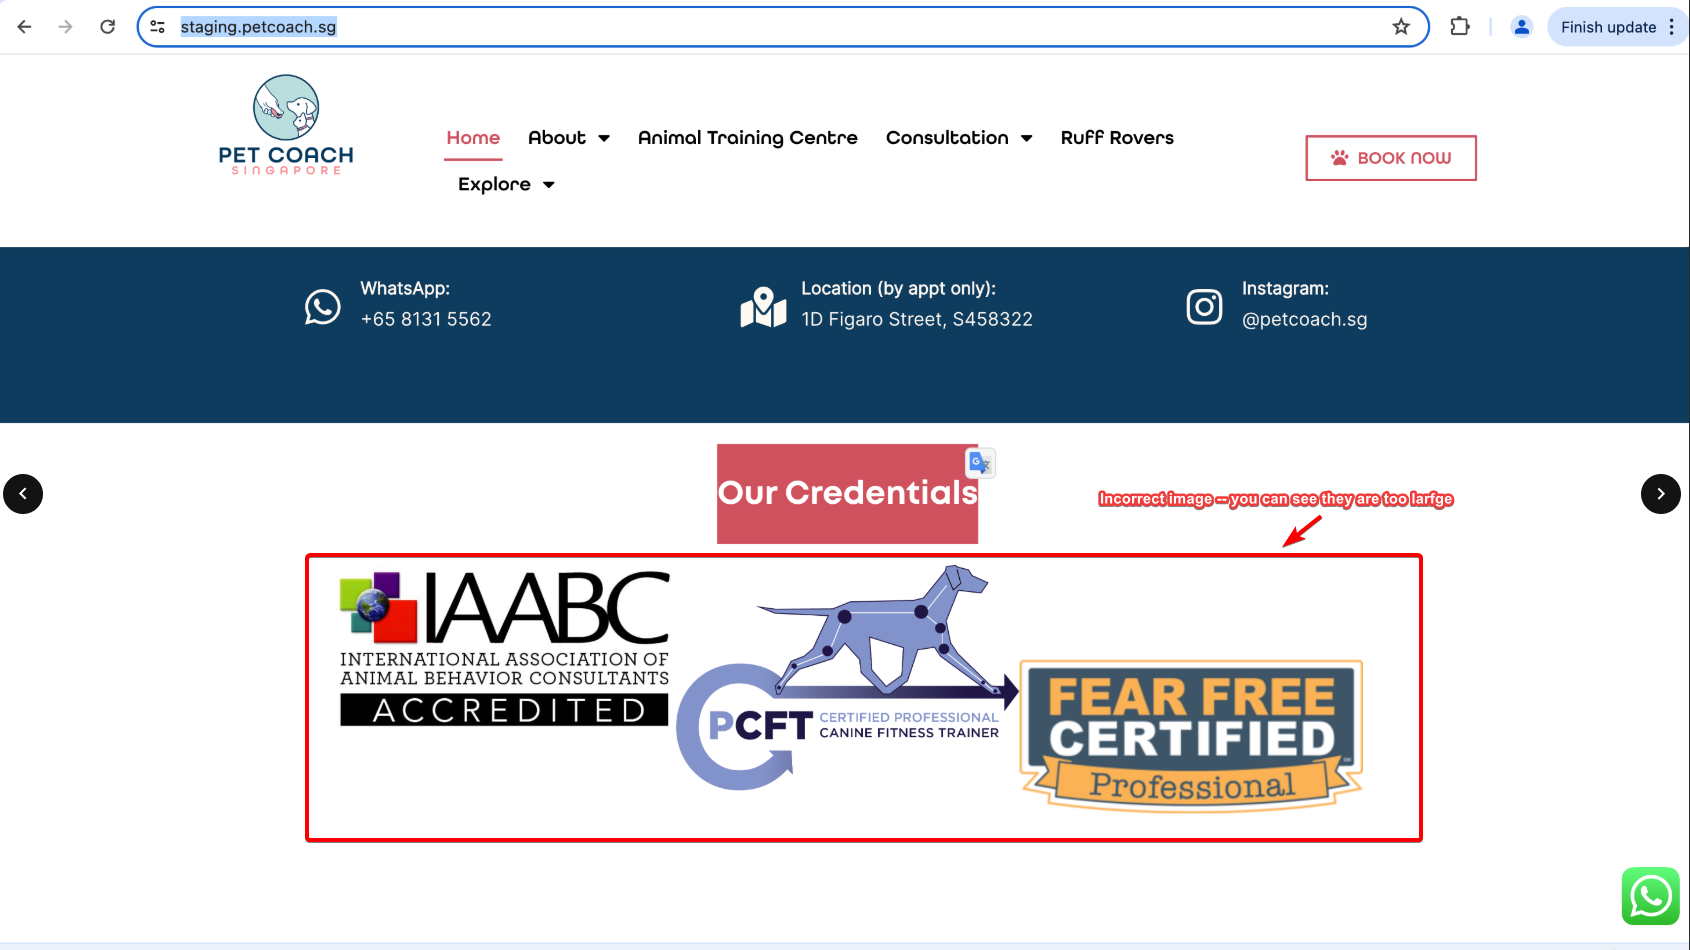 staging.petcoach.sg
Finish update
PET COACH
SINGAPORE
Home
About
Animal Training Centre
Consultation
Ruff Rovers
Explore
BOOK NOW
WhatsApp:
+65 8131 5562
Location (by appt only):
1D Figaro Street, S458322
Instagram:
@petcoach.sg
Our Credentials
Incorrect image -- you can see they are too larfge
IAABC
INTERNATIONAL ASSOCIATION OF
ANIMAL BEHAVIOR CONSULTANTS
ACCREDITED
PCFT
CERTIFIED PROFESSIONAL
CANINE FITNESS TRAINER
FEAR FREE
CERTIFIED
SM
Professional